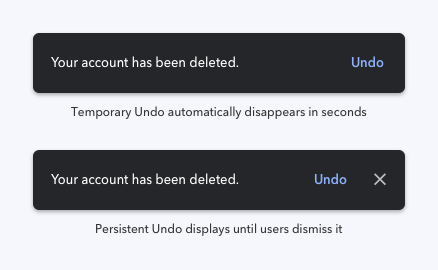 Your account has been deleted. Undo
Temporary Undo automatically disappears in seconds
Your account has been deleted. Undo
Persistent Undo displays until users dismiss it